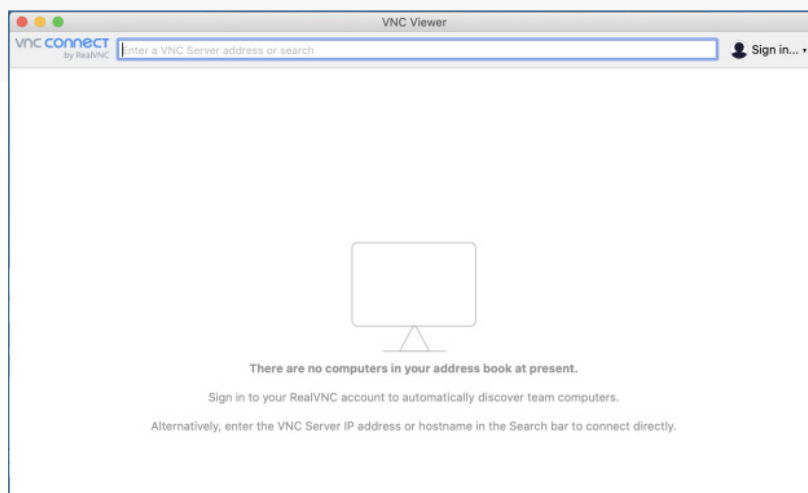 VNC Viewer
vnc connect
by RealVNC
Enter a VNC Server address or search
Sign in...
There are no computers in your address book at present.
Sign in to your RealVNC account to automatically discover team computers.
Alternatively, enter the VNC Server IP address or hostname in the Search bar to connect directly.